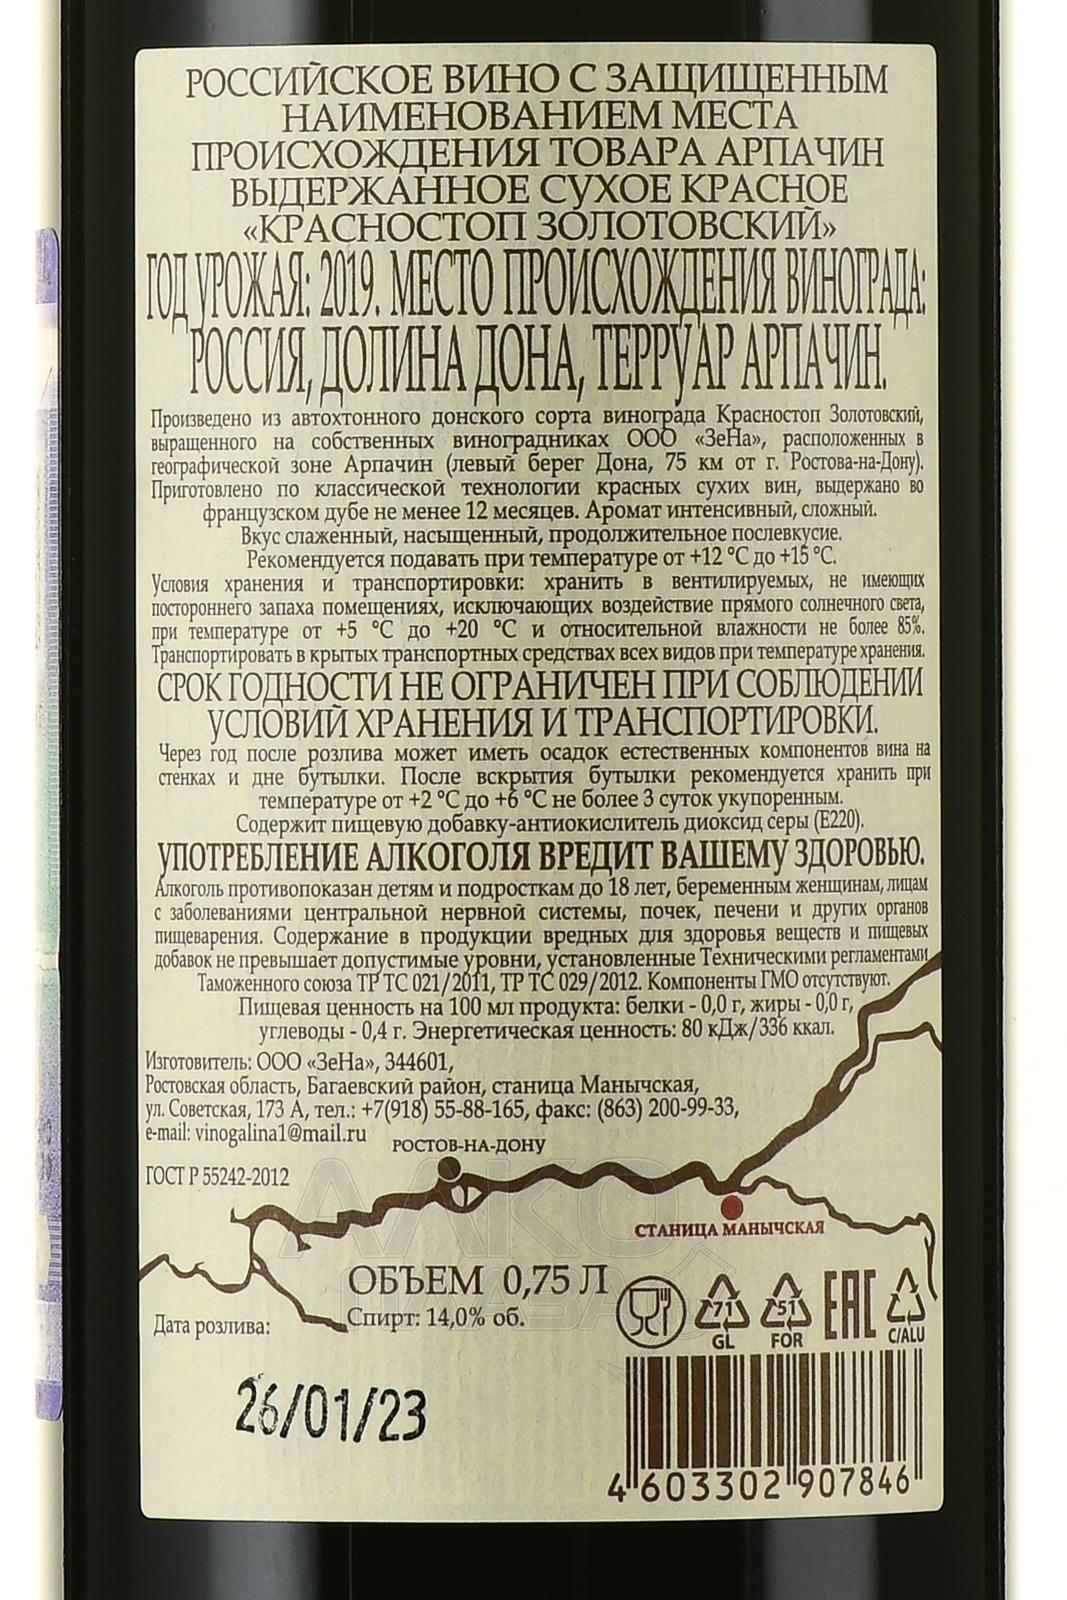 РОССИЙСКОЕ ВИНО С ЗАЩИЩЕННЫМ
НАИМЕНОВАНИЕМ МЕСТА
ПРОИСХОЖДЕНИЯ ТОВАРА АРПАЧИН
ВЫДЕРЖАННОЕ СУХОЕ КРАСНОЕ
«КРАСНОСТОП ЗОЛОТОВСКИЙ»
ГОД УРОЖАЯ: 2019. МЕСТО ПРОИСХОЖДЕНИЯ ВИНОГРАДА:
РОССИЯ, ДОЛИНА ДОНА, ТЕРРУАР АРПАЧИН.
Произведено из автохтонного донского сорта винограда Красностоп Золотовский,
выращенного на собственных виноградниках ООО «ЗеНа», расположенных в
географической зоне Арпачин (левый берег Дона, 75 км от г. Ростова-на-Дону).
Приготовлено по классической технологии красных сухих вин, выдержано во
французском дубе не менее 12 месяцев. Аромат интенсивный, сложный.
Вкус слаженный, насыщенный, продолжительное послевкусие.
Рекомендуется подавать при температуре от +12 °С до +15 °С.
Условия хранения и транспортировки: хранить в вентилируемых, не имеющих
постороннего запаха помещениях, исключающих воздействие прямого солнечного света,
при температуре от +5 °С до +20 °С и относительной влажности не более 85%.
Транспортировать в крытых транспортных средствах всех видов при температуре хранения.
СРОК ГОДНОСТИ НЕ ОГРАНИЧЕН ПРИ СОБЛЮДЕНИИ
УСЛОВИЙ ХРАНЕНИЯ И ТРАНСПОРТИРОВКИ.
Через год после розлива может иметь осадок естественных компонентов вина на
стенках и дне бутылки. После вскрытия бутылки рекомендуется хранить при
температуре от +2 °С до +6 °С не более 3 суток укупоренным.
Содержит пищевую добавку-антиокислитель диоксид серы (Е220).
УПОТРЕБЛЕНИЕ АЛКОГОЛЯ ВРЕДИТ ВАШЕМУ ЗДОРОВЬЮ.
Алкоголь противопоказан детям и подросткам до 18 лет, беременным женщинам, лицам
с заболеваниями центральной нервной системы, почек, печени и других органов
пищеварения. Содержание в продукции вредных для здоровья веществ и пищевых
добавок не превышает допустимые уровни, установленные Техническими регламентами
Таможенного союза ТР ТС 021/2011, ТР ТС 029/2012. Компоненты ГМО отсутствуют.
Пищевая ценность на 100 мл продукта: белки - 0,0 г, жиры - 0,0 г,
углеводы - 0,4 г. Энергетическая ценность: 80 кДж/336 ккал.
Изготовитель: ООО «ЗеНа», 344601,
Ростовская область, Багаевский район, станица Манычская,
ул. Советская, 173 А, тел.: +7(918) 55-88-165, факс: (863) 200-99-33,
e-mail: vinogalina1@mail.ru
РОСТОВ-НА-ДОНУ
ГОСТ Р 55242-2012
СТАНИЦА МАНЫЧСКАЯ
ОБЪЕМ 0,75 Л
Спирт: 14,0% об.
71
GL
51
FOR
EAC
C/ALU
Дата розлива:
26/01/23
4 603302 907846